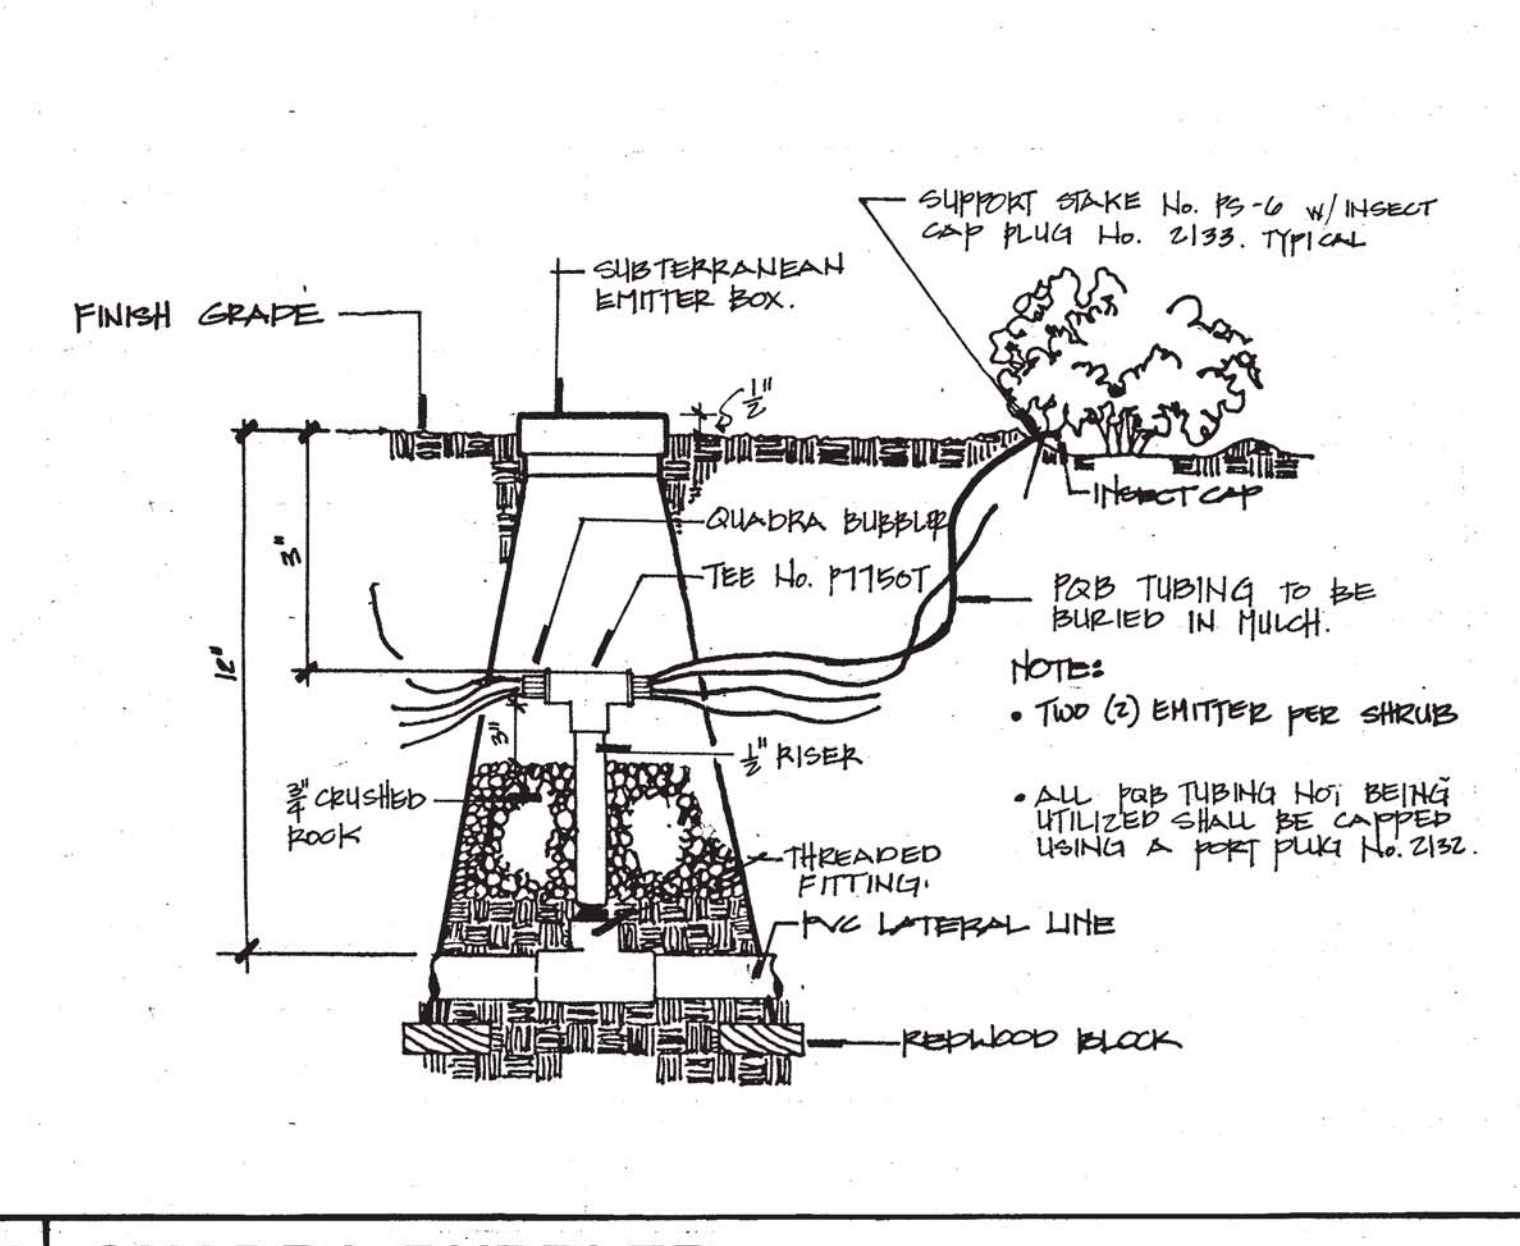 SUPPORT STAKE No. PS-6 W/INSECT
CAP PLUG No. 2133. TYPICAL
SUBTERRANEAN
EMITTER BOX.
FINISH GRADE
1/2"
INSECT CAP
QUADRA BUBBLER
3"
TEE No. PT750T
PQB TUBING TO BE
BURIED IN MULCH.
12"
NOTE:
• TWO (2) EMITTER PER SHRUB
3"
1/2" RISER
3/4" CRUSHED
ROCK
• ALL PQB TUBING NOT BEING
UTILIZED SHALL BE CAPPED
USING A PORT PLUG No. 2132.
THREADED
FITTING.
PVC LATERAL LINE
REDWOOD BLOCK